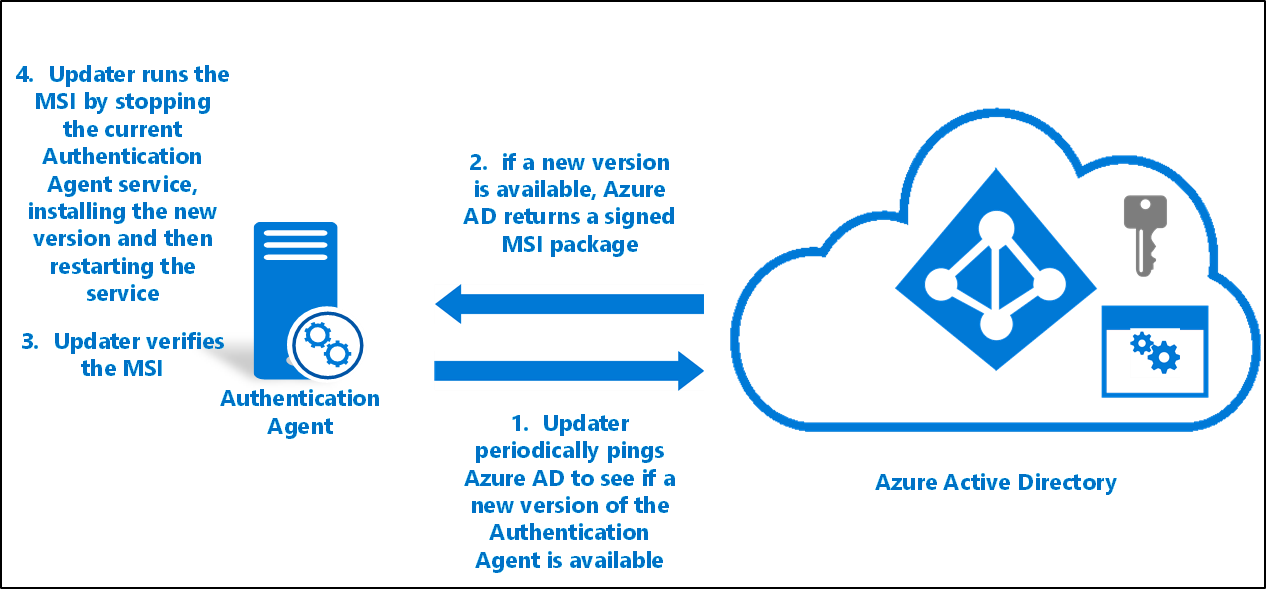 4. Updater runs the
MSI by stopping
the current
Authentication
Agent service,
installing the new
version and then
restarting the
service
3. Updater verifies
the MSI
Authentication
Agent
2. if a new version
is available, Azure
AD returns a signed
MSI package
1. Updater
periodically pings
Azure AD to see if a
new version of the
Authentication
Agent is available
Azure Active Directory